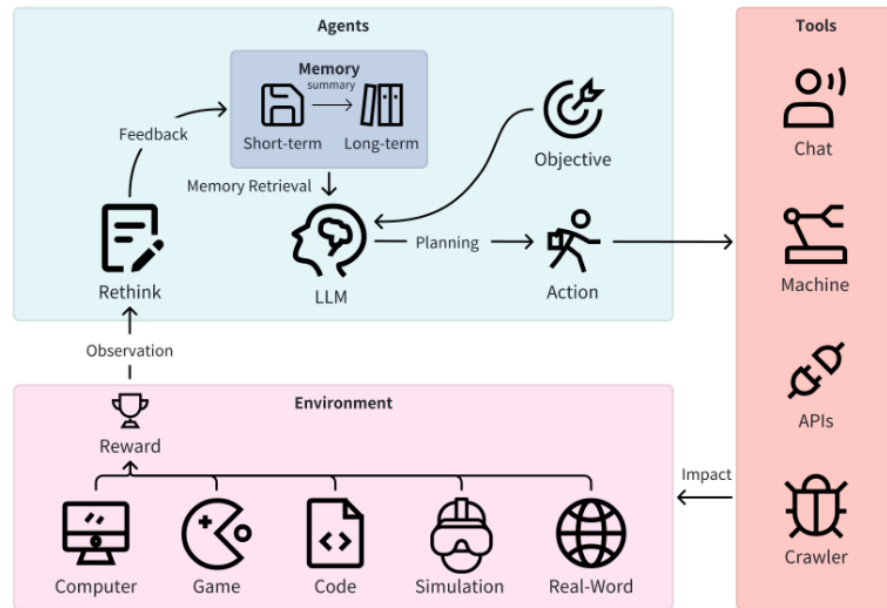 Agents
Tools
Memory
summary
Short-term
Long-term
Feedback
Objective
Chat
Memory Retrieval
Rethink
LLM
Planning
Action
Machine
Observation
Environment
Reward
APIs
Impact
Computer
Game
Code
Simulation
Real-Word
Crawler